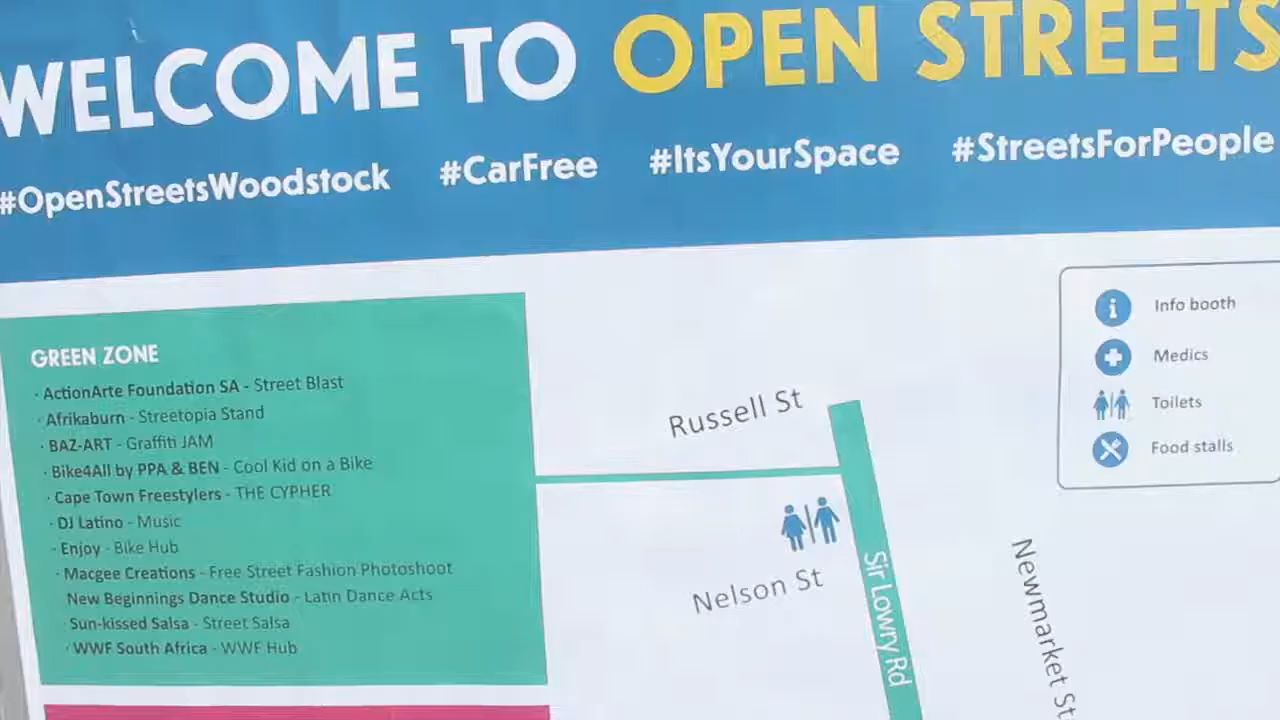 WELCOME TO OPEN STREETS
#OpenStreetsWoodstock #CarFree #ItsYourSpace #StreetsForPeople
GREEN ZONE
· ActionArte Foundation SA - Street Blast
· Afrikaburn - Streetopia Stand
· BAZ-ART - Graffiti JAM
· Bike4All by PPA & BEN - Cool Kid on a Bike
· Cape Town Freestylers - THE CYPHER
· DJ Latino - Music
· Enjoy - Bike Hub
· Macgee Creations - Free Street Fashion Photoshoot
New Beginnings Dance Studio - Latin Dance Acts
· Sun-kissed Salsa - Street Salsa
· WWF South Africa - WWF Hub
Russell St
Nelson St
Sir Lowry Rd
Newmarket St
i Info booth
Medics
Toilets
Food stalls